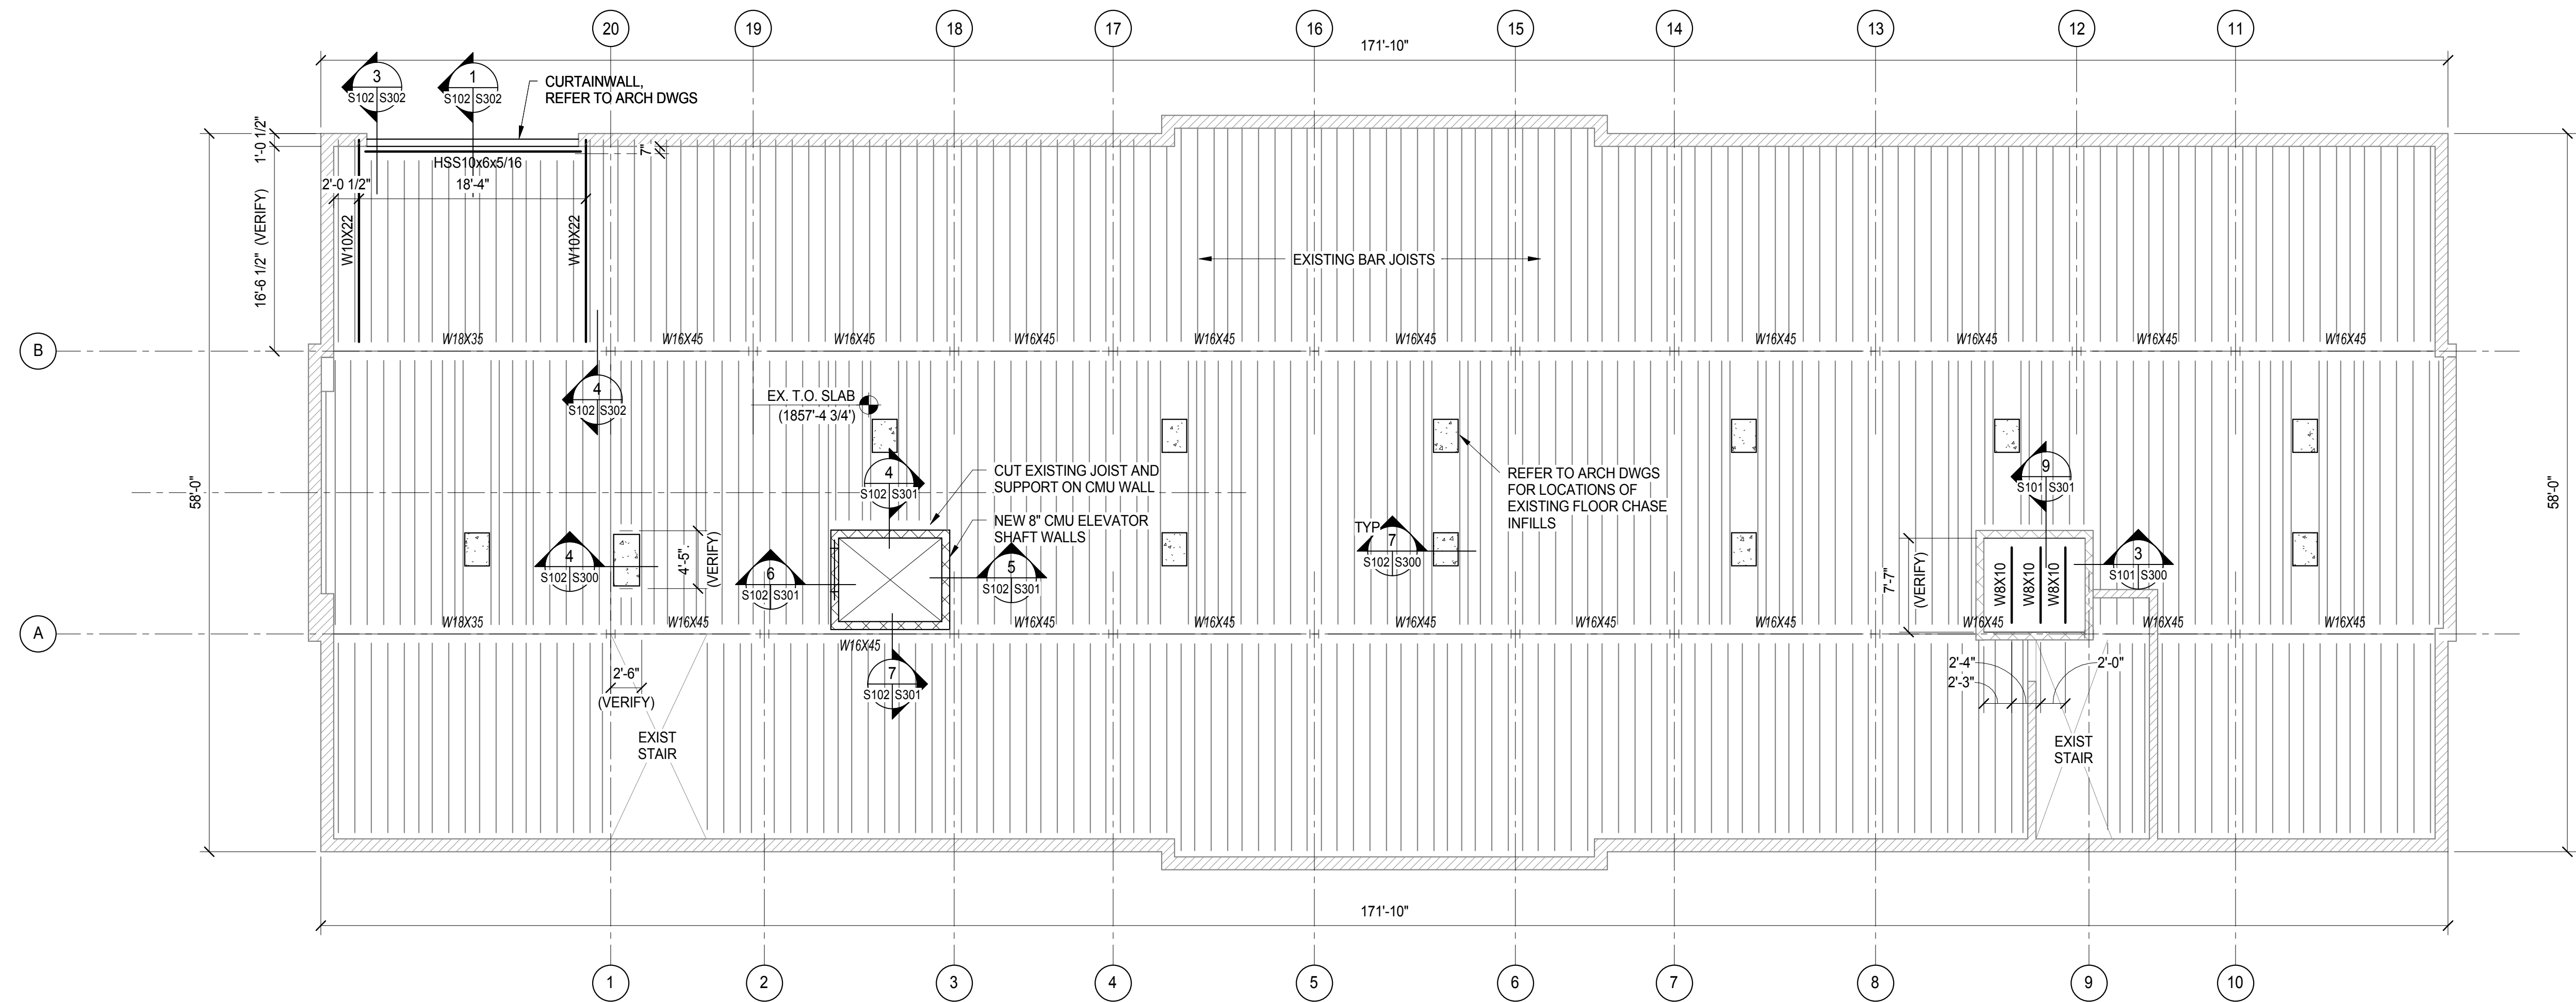 20
19
18
17
16
15
14
13
12
11
171'-10"
3
S102
S302
1
S102
S302
CURTAINWALL,
REFER TO ARCH DWGS
1'-0 1/2"
7"
HSS10x6x5/16
2'-0 1/2"
18'-4"
16'-6 1/2" (VERIFY)
W10X22
W10X22
EXISTING BAR JOISTS
B
W18X35
W16X45
W16X45
W16X45
W16X45
W16X45
W16X45
W16X45
W16X45
W16X45
4
S102
S302
EX. T.O. SLAB
(1857'-4 3/4')
58'-0"
58'-0"
4
S102
S301
CUT EXISTING JOIST AND
SUPPORT ON CMU WALL
NEW 8" CMU ELEVATOR
SHAFT WALLS
REFER TO ARCH DWGS
FOR LOCATIONS OF
EXISTING FLOOR CHASE
INFILLS
9
S101
S301
4
S102
S300
4'-5".
(VERIFY)
6
S102
S301
5
S102
S301
TYP
7
S102
S300
7'-7"
(VERIFY)
W8X10
W8X10
W8X10
3
S101
S300
A
W18X35
W16X45
W16X45
W16X45
W16X45
W16X45
W16X45
W16X45
W16X45
W16X45
2'-6"
(VERIFY)
7
S102
S301
2'-4"
2'-3"
2'-0"
EXIST
STAIR
EXIST
STAIR
171'-10"
1
2
3
4
5
6
7
8
9
10